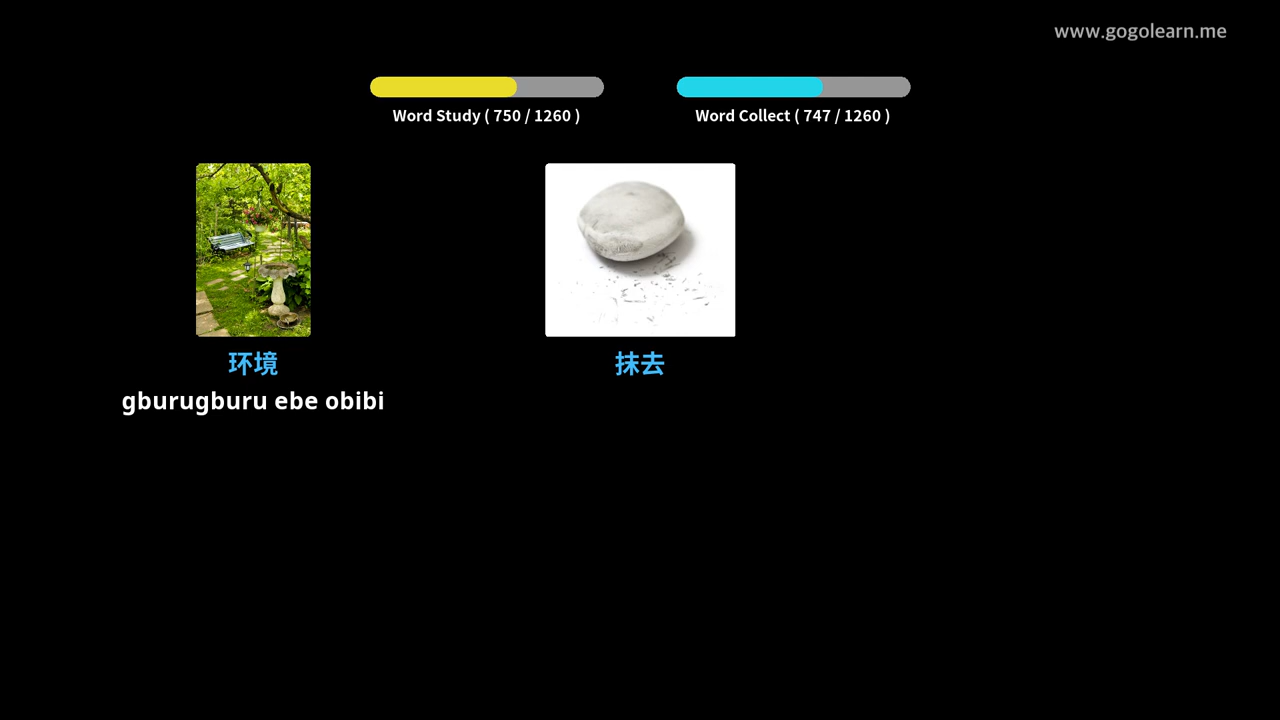 www.gogolearn.me
Word Study ( 750 / 1260 )
Word Collect ( 747 / 1260 )
环境
抹去
gburugburu ebe obibi